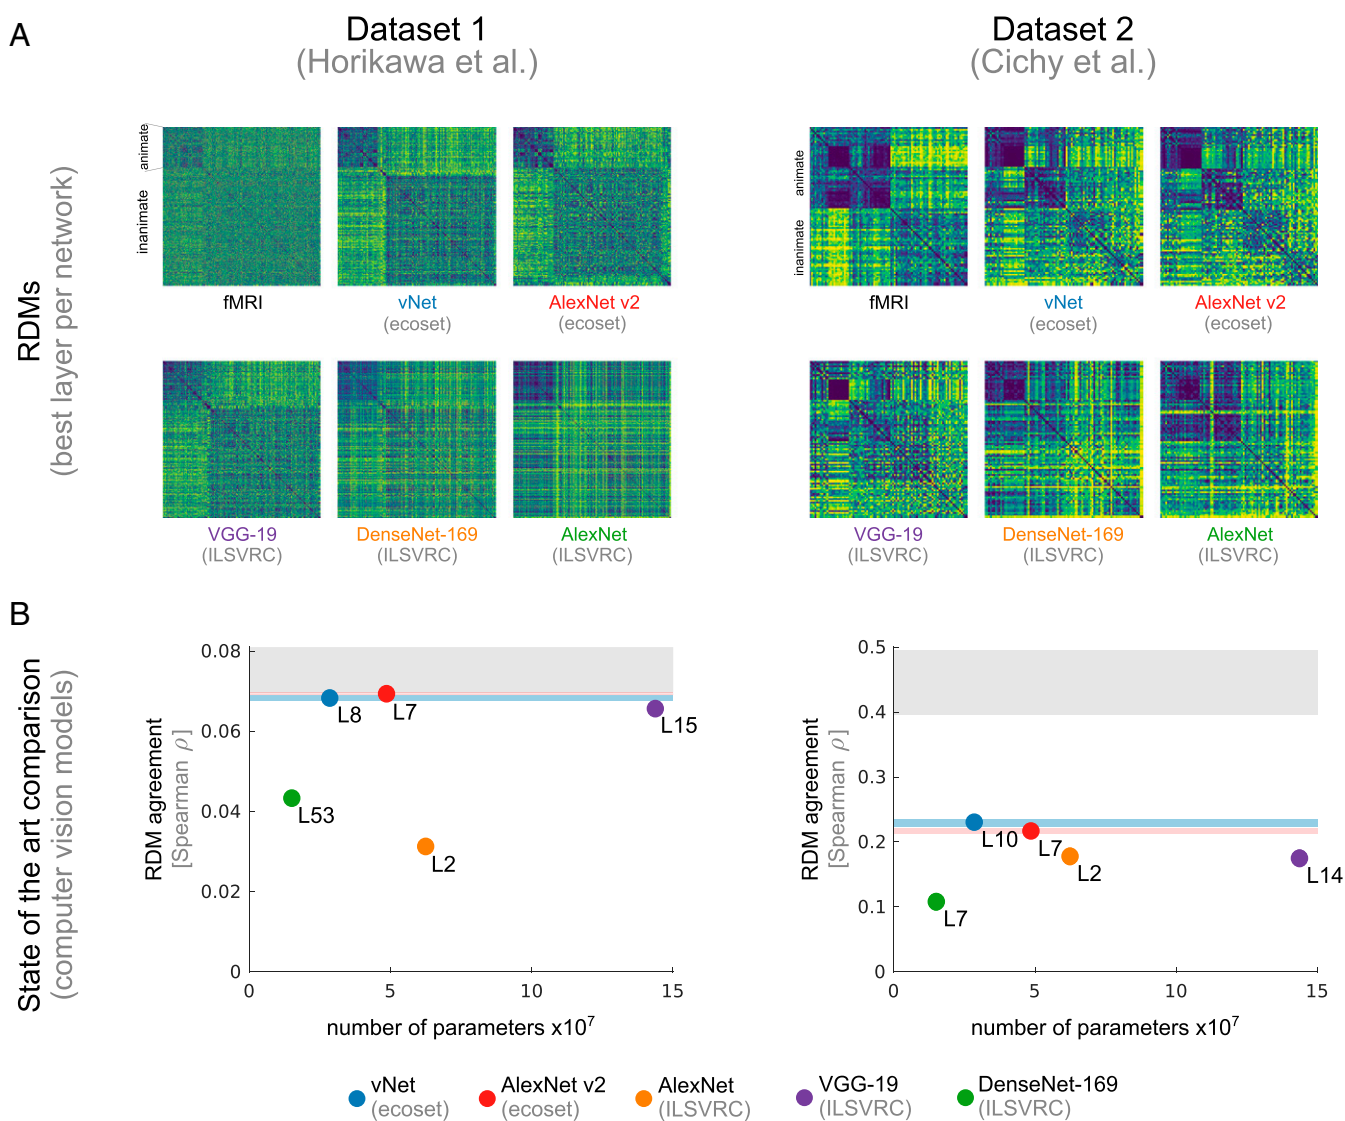 A
Dataset 1
(Horikawa et al.)
Dataset 2
(Cichy et al.)
RDMs
(best layer per network)
animate
inanimate
fMRI
vNet
(ecoset)
AlexNet v2
(ecoset)
VGG-19
(ILSVRC)
DenseNet-169
(ILSVRC)
AlexNet
(ILSVRC)
animate
inanimate
fMRI
vNet
(ecoset)
AlexNet v2
(ecoset)
VGG-19
(ILSVRC)
DenseNet-169
(ILSVRC)
AlexNet
(ILSVRC)
B
State of the art comparison
(computer vision models)
RDM agreement
[Spearman ρ]
0.08
0.06
0.04
0.02
0
L8
L7
L15
L53
L2
0
5
10
15
number of parameters x10⁷
RDM agreement
[Spearman ρ]
0.5
0.4
0.3
0.2
0.1
0
L10
L7
L2
L14
L7
0
5
10
15
number of parameters x10⁷
vNet
(ecoset)
AlexNet v2
(ecoset)
AlexNet
(ILSVRC)
VGG-19
(ILSVRC)
DenseNet-169
(ILSVRC)